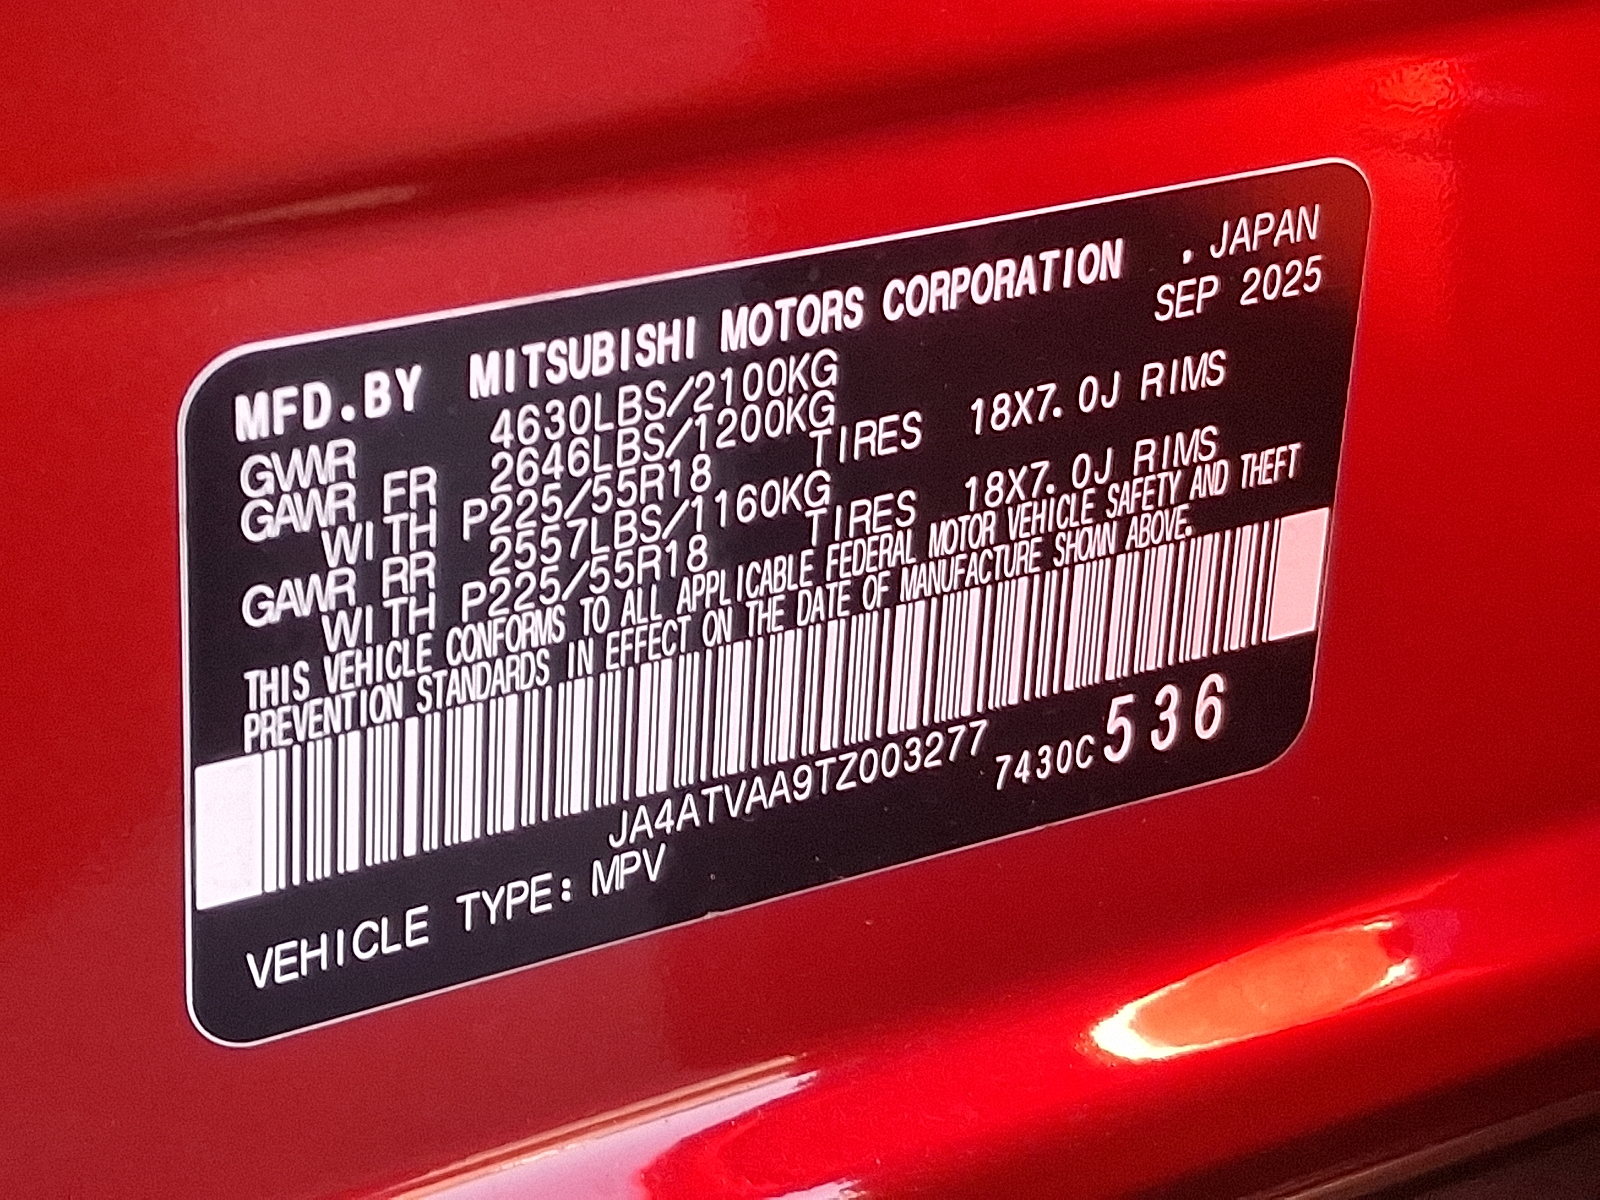 MFD.BY MITSUBISHI MOTORS CORPORATION . JAPAN
SEP 2025
GVWR 4630LBS/2100KG
GAWR FR 2646LBS/1200KG
WITH P225/55R18 TIRES 18X7.0J RIMS
GAWR RR 2557LBS/1160KG
WITH P225/55R18 TIRES 18X7.0J RIMS
THIS VEHICLE CONFORMS TO ALL APPLICABLE FEDERAL MOTOR VEHICLE SAFETY AND THEFT
PREVENTION STANDARDS IN EFFECT ON THE DATE OF MANUFACTURE SHOWN ABOVE.
JA4ATVAA9TZ003277 7430C536
VEHICLE TYPE: MPV